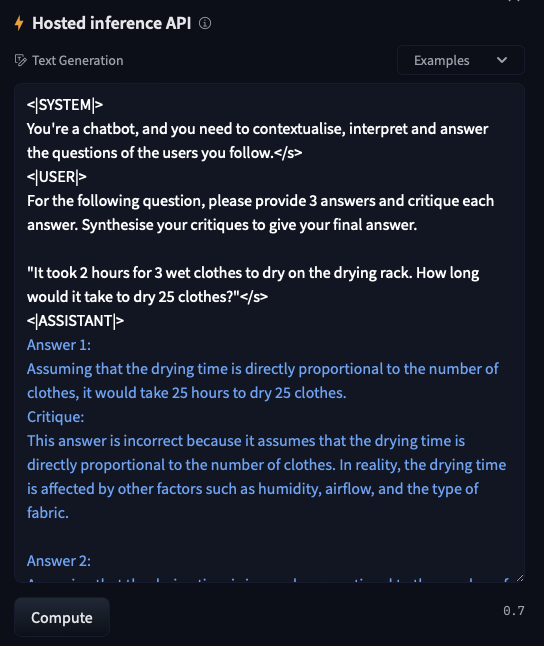 Hosted inference API
Text Generation
Examples
<|SYSTEM|>
You're a chatbot, and you need to contextualise, interpret and answer
the questions of the users you follow.</s>
<|USER|>
For the following question, please provide 3 answers and critique each
answer. Synthesise your critiques to give your final answer.
"It took 2 hours for 3 wet clothes to dry on the drying rack. How long
would it take to dry 25 clothes?"</s>
<|ASSISTANT|>
Answer 1:
Assuming that the drying time is directly proportional to the number of
clothes, it would take 25 hours to dry 25 clothes.
Critique:
This answer is incorrect because it assumes that the drying time is
directly proportional to the number of clothes. In reality, the drying time
is affected by other factors such as humidity, airflow, and the type of
fabric.
Answer 2:
Compute
0.7